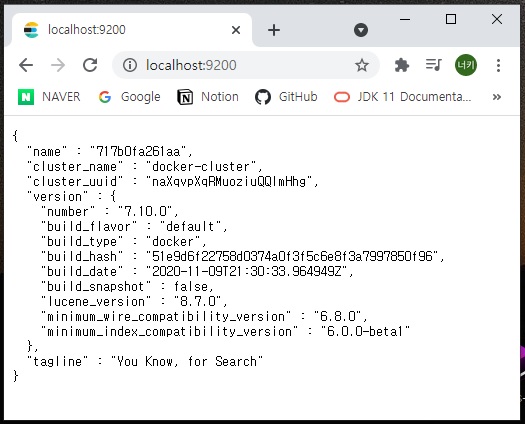 localhost:9200
localhost:9200
너키
NAVER
Google
Notion
GitHub
JDK 11 Documenta...
{
"name" : "717b0fa261aa",
"cluster_name" : "docker-cluster",
"cluster_uuid" : "naXqvpXqRMuoziuQQImHhg",
"version" : {
"number" : "7.10.0",
"build_flavor" : "default",
"build_type" : "docker",
"build_hash" : "51e9d6f22758d0374a0f3f5c6e8f3a7997850f96",
"build_date" : "2020-11-09T21:30:33.964949Z",
"build_snapshot" : false,
"lucene_version" : "8.7.0",
"minimum_wire_compatibility_version" : "6.8.0",
"minimum_index_compatibility_version" : "6.0.0-beta1"
},
"tagline" : "You Know, for Search"
}